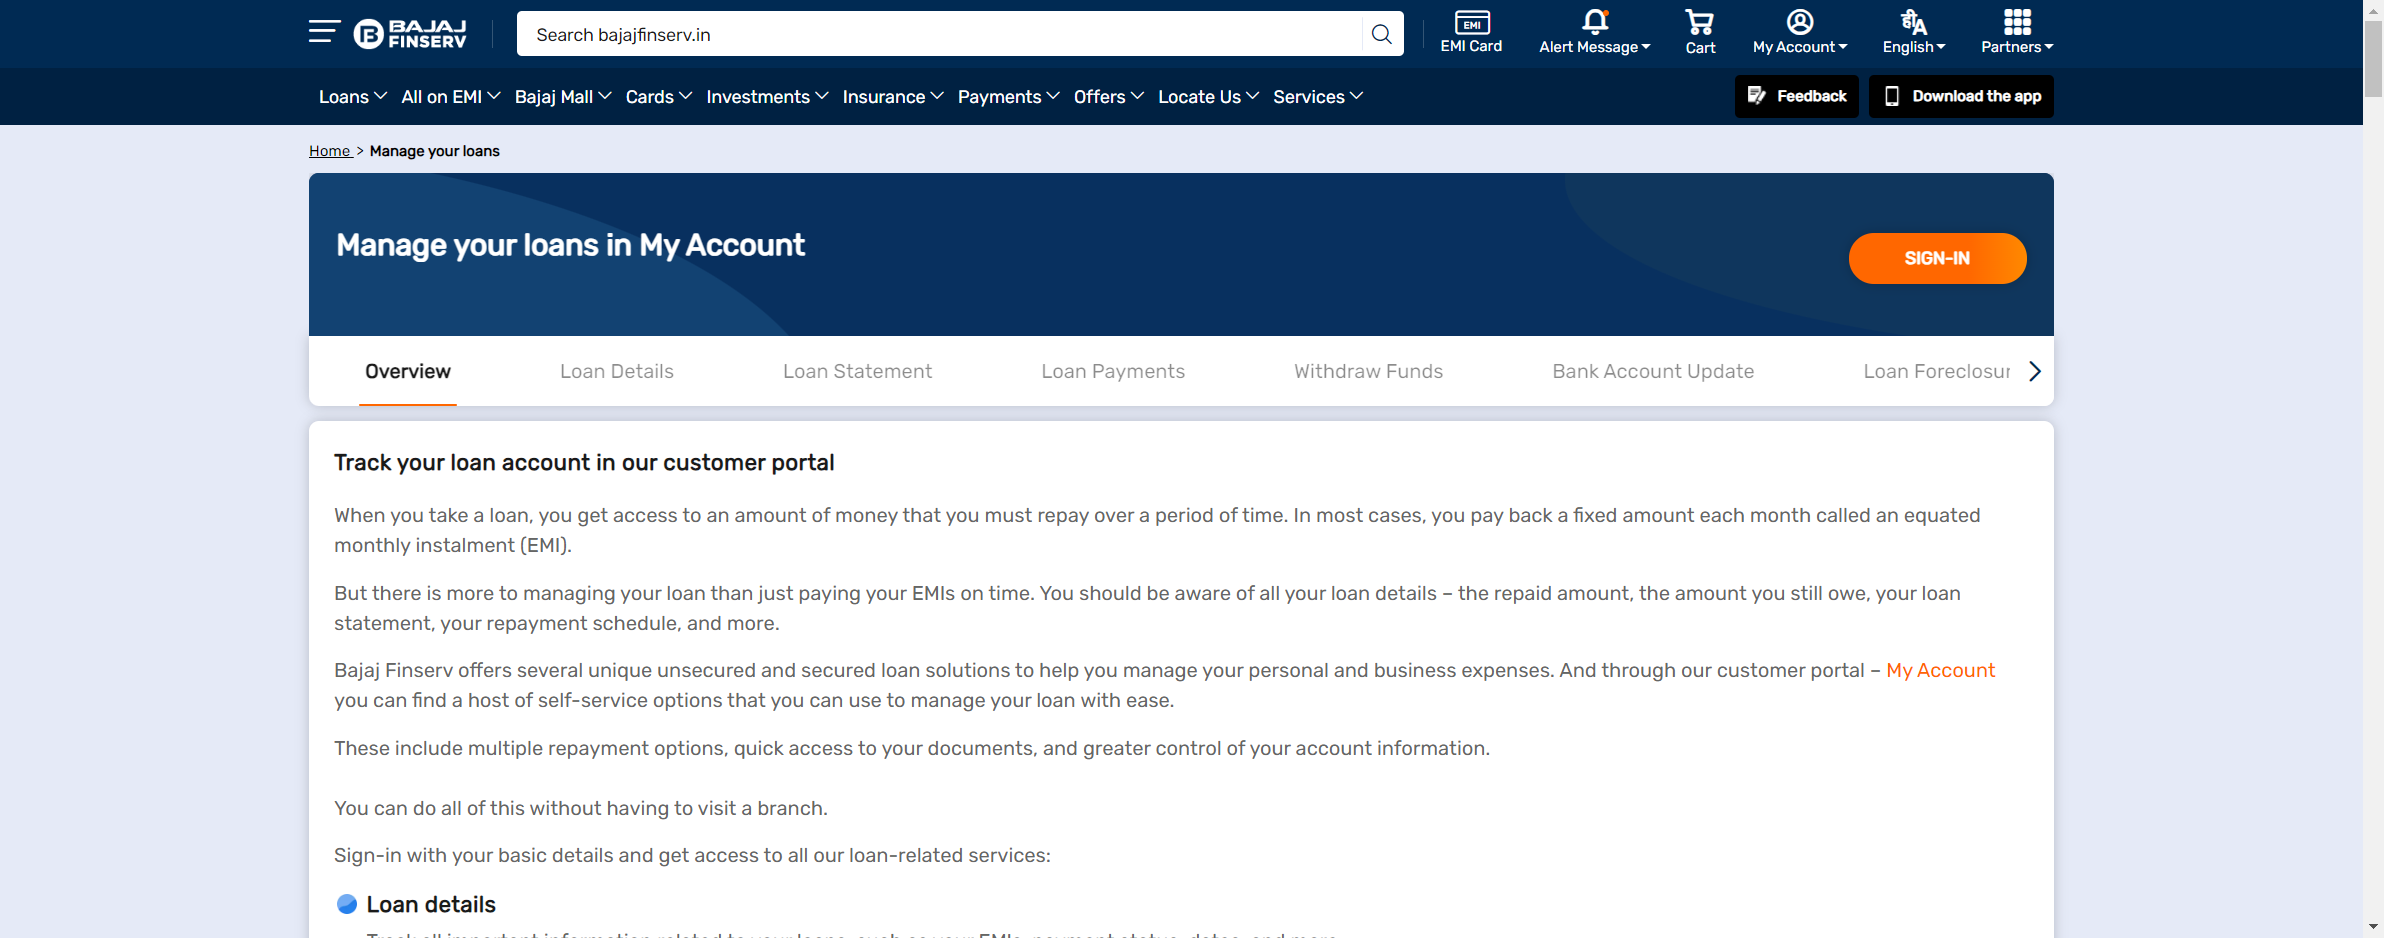 BAJAJ
FINSERV
Search bajajfinserv.in
EMI
EMI Card
Alert Message
Cart
My Account
ही A
English
Partners
Loans All on EMI Bajaj Mall Cards Investments Insurance Payments Offers Locate Us Services
Feedback
Download the app
Home > Manage your loans
Manage your loans in My Account
SIGN-IN
Overview Loan Details Loan Statement Loan Payments Withdraw Funds Bank Account Update Loan Foreclosur
Track your loan account in our customer portal
When you take a loan, you get access to an amount of money that you must repay over a period of time. In most cases, you pay back a fixed amount each month called an equated
monthly instalment (EMI).
But there is more to managing your loan than just paying your EMIs on time. You should be aware of all your loan details – the repaid amount, the amount you still owe, your loan
statement, your repayment schedule, and more.
Bajaj Finserv offers several unique unsecured and secured loan solutions to help you manage your personal and business expenses. And through our customer portal – My Account
you can find a host of self-service options that you can use to manage your loan with ease.
These include multiple repayment options, quick access to your documents, and greater control of your account information.
You can do all of this without having to visit a branch.
Sign-in with your basic details and get access to all our loan-related services:
Loan details